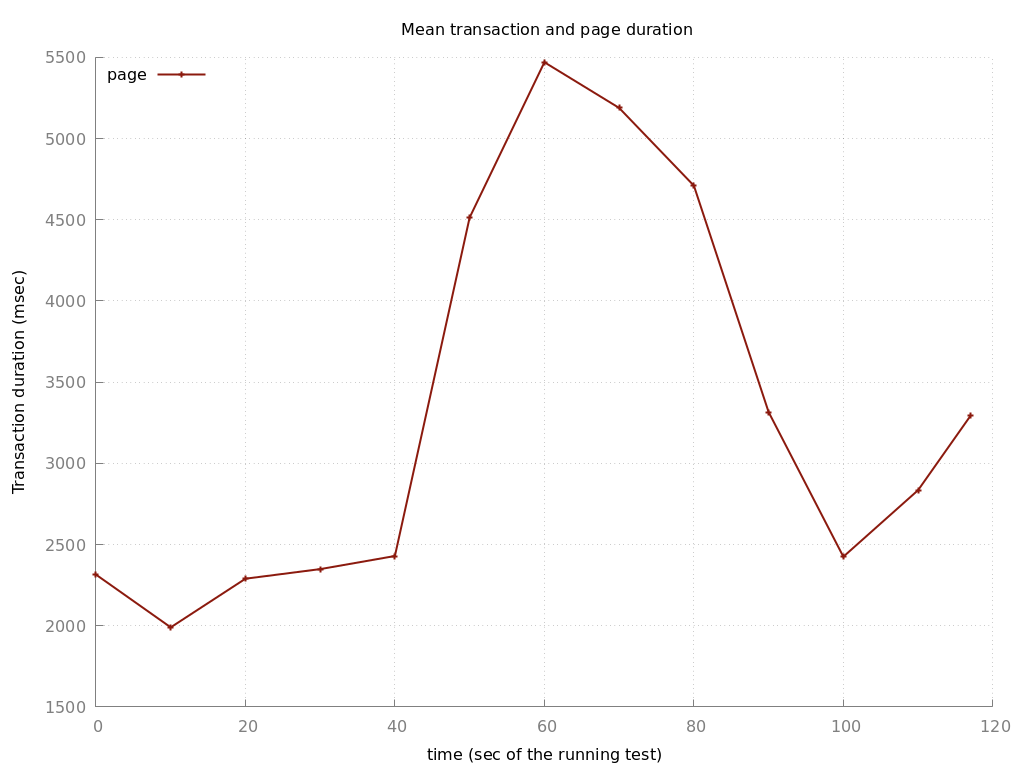 Mean transaction and page duration
page
5500
5000
4500
4000
3500
3000
2500
2000
1500
Transaction duration (msec)
0 20 40 60 80 100 120
time (sec of the running test)